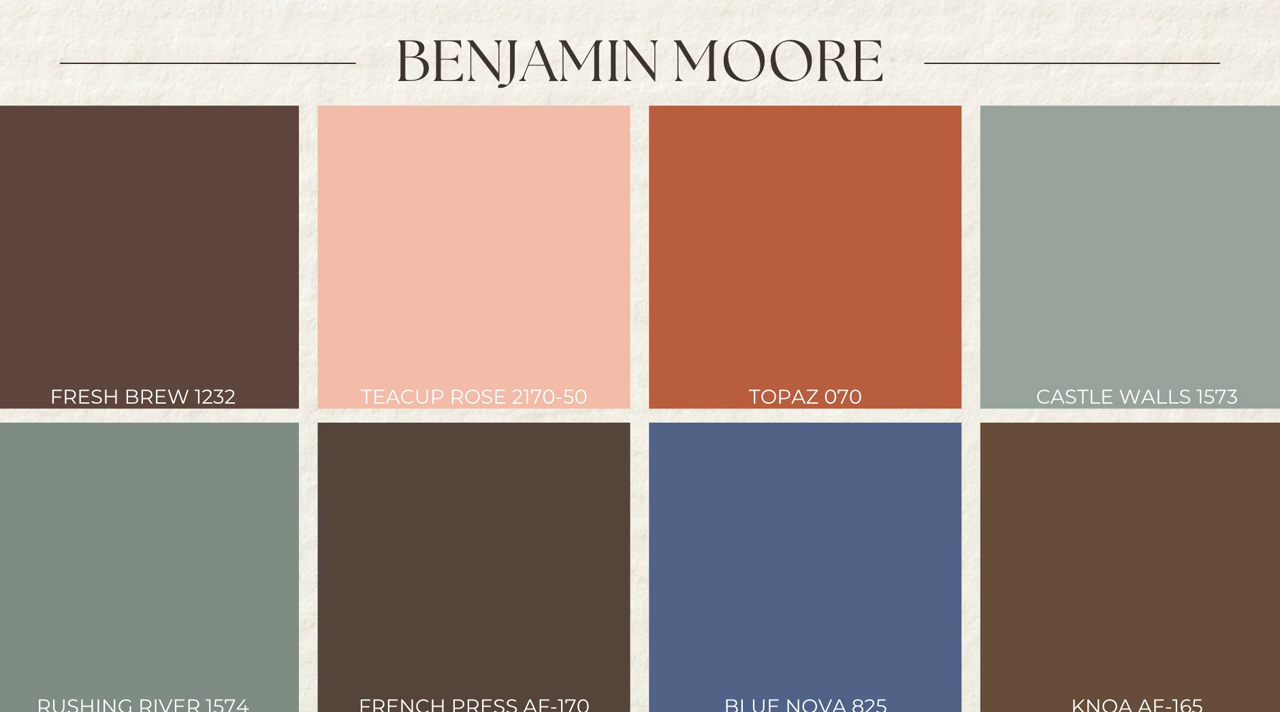 BENJAMIN MOORE
FRESH BREW 1232
TEACUP ROSE 2170-50
TOPAZ 070
CASTLE WALLS 1573
RUSHING RIVER 1574
FRENCH PRESS AF-170
BLUE NOVA 825
KNOA AF-165